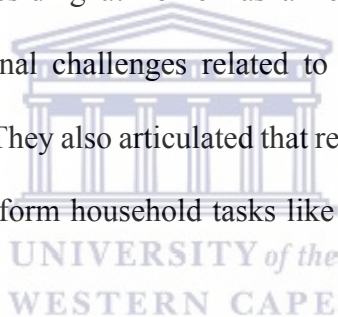 nal challenges related to
They also articulated that re
form household tasks like
UNIVERSITY of the
WESTERN CAPE